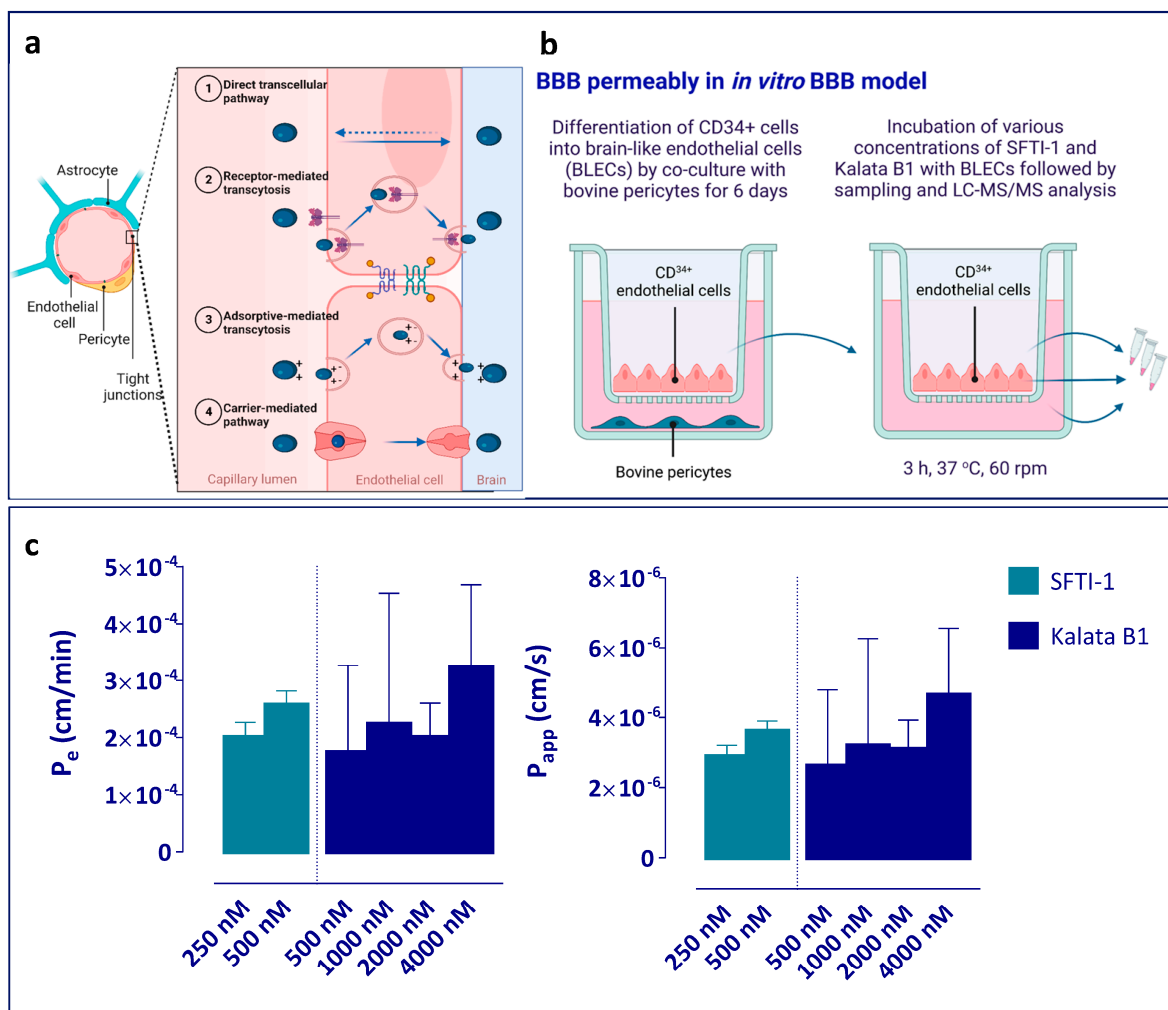 a
1 Direct transcellular
pathway
2 Receptor-mediated
transcytosis
Astrocyte
Endothelial
cell
Pericyte
Tight
junctions
3 Adsorptive-mediated
transcytosis
+ -
+
+
+ -
+
+
+
+
4 Carrier-mediated
pathway
Capillary lumen
Endothelial cell
Brain
b
BBB permeably in in vitro BBB model
Differentiation of CD34+ cells
into brain-like endothelial cells
(BLECs) by co-culture with
bovine pericytes for 6 days
Incubation of various
concentrations of SFTI-1 and
Kalata B1 with BLECs followed by
sampling and LC-MS/MS analysis
CD³⁴⁺
endothelial cells
Bovine pericytes
CD³⁴⁺
endothelial cells
3 h, 37 °C, 60 rpm
c
Pₑ (cm/min)
5×10⁻⁴
4×10⁻⁴
3×10⁻⁴
2×10⁻⁴
1×10⁻⁴
0
250 nM
500 nM
500 nM
1000 nM
2000 nM
4000 nM
Pₐₚₚ (cm/s)
8×10⁻⁶
6×10⁻⁶
4×10⁻⁶
2×10⁻⁶
0
250 nM
500 nM
500 nM
1000 nM
2000 nM
4000 nM
SFTI-1
Kalata B1